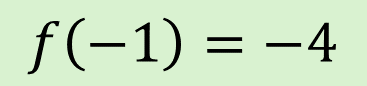 f(−1) = −4